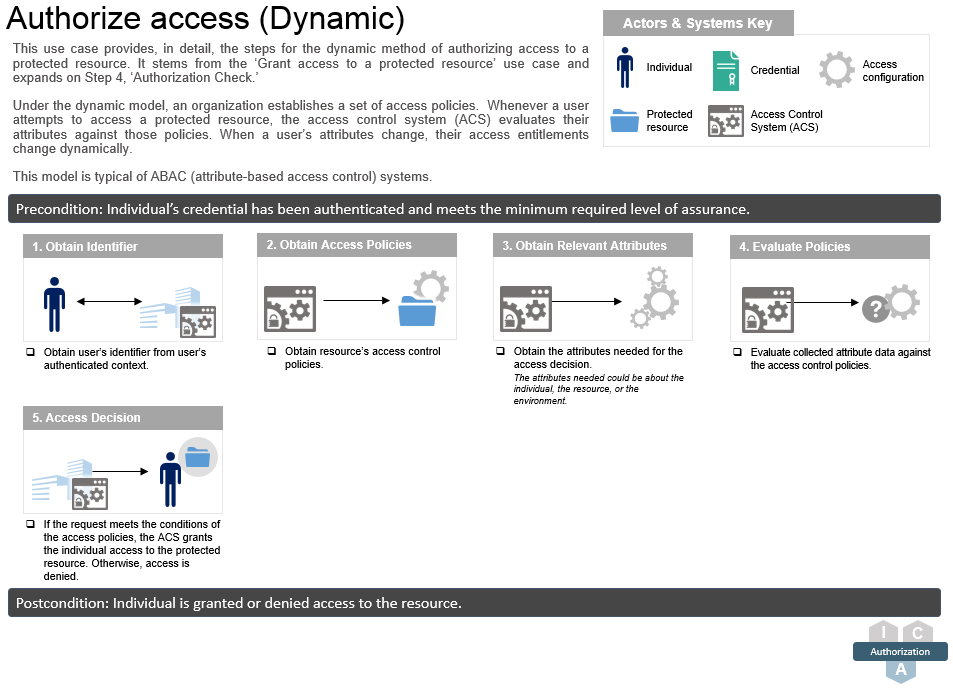 Authorize access (Dynamic)
This use case provides, in detail, the steps for the dynamic method of authorizing access to a
protected resource. It stems from the ‘Grant access to a protected resource’ use case and
expands on Step 4, ‘Authorization Check.’
Under the dynamic model, an organization establishes a set of access policies. Whenever a user
attempts to access a protected resource, the access control system (ACS) evaluates their
attributes against those policies. When a user’s attributes change, their access entitlements
change dynamically.
This model is typical of ABAC (attribute-based access control) systems.
Actors & Systems Key
Individual
Credential
Access
configuration
Protected
resource
Access Control
System (ACS)
Precondition: Individual’s credential has been authenticated and meets the minimum required level of assurance.
1. Obtain Identifier
Obtain user’s identifier from user’s
authenticated context.
2. Obtain Access Policies
Obtain resource’s access control
policies.
3. Obtain Relevant Attributes
Obtain the attributes needed for the
access decision.
The attributes needed could be about the
individual, the resource, or the
environment.
4. Evaluate Policies
?
Evaluate collected attribute data against
the access control policies.
5. Access Decision
If the request meets the conditions of
the access policies, the ACS grants
the individual access to the protected
resource. Otherwise, access is
denied.
Postcondition: Individual is granted or denied access to the resource.
I C
Authorization
A